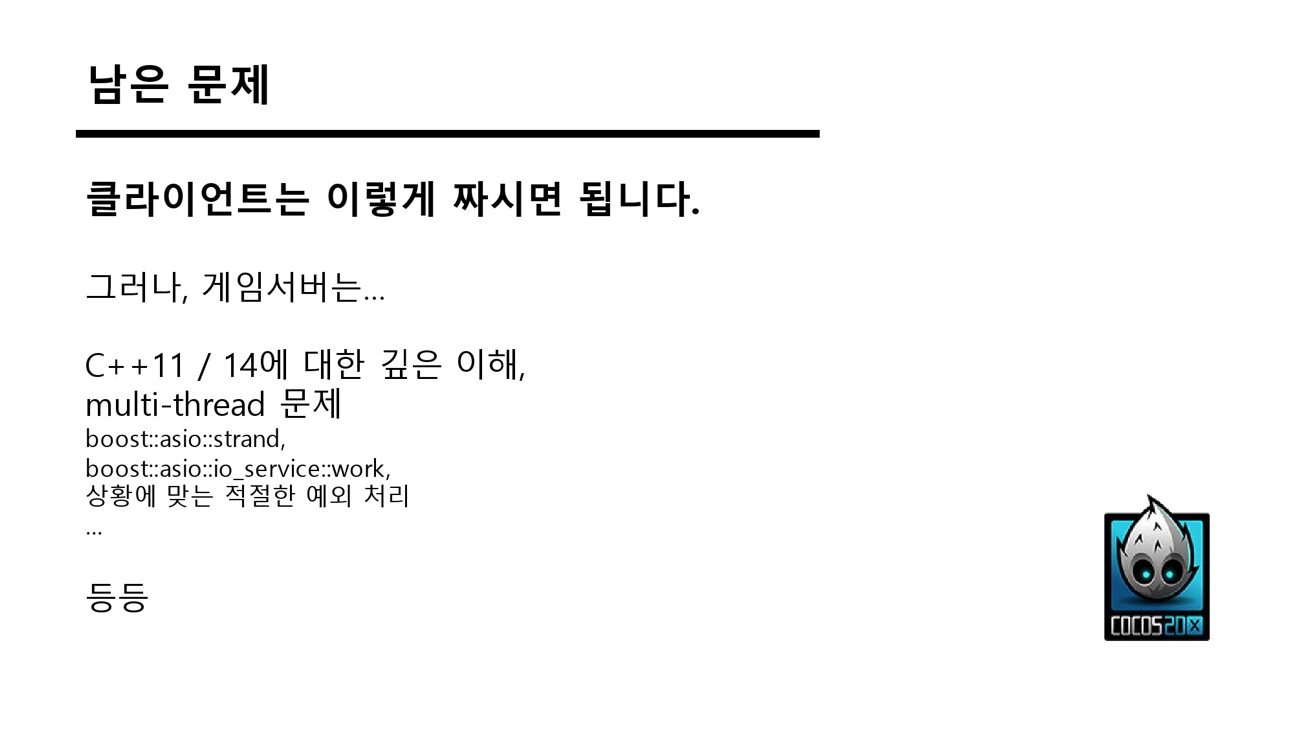 남은 문제
클라이언트는 이렇게 짜시면 됩니다.
그러나, 게임서버는...
C++11 / 14에 대한 깊은 이해,
multi-thread 문제
boost::asio::strand,
boost::asio::io_service::work,
상황에 맞는 적절한 예외 처리
...
등등
COCOS2DX